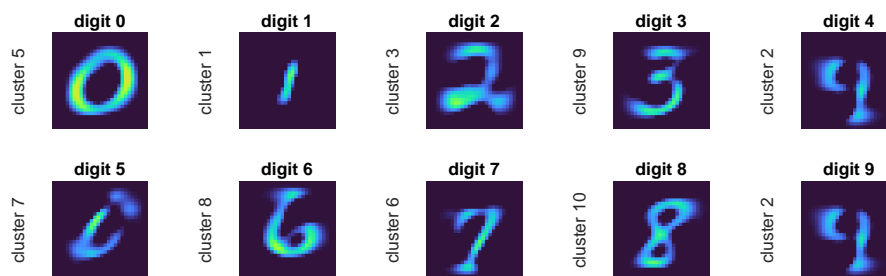 digit 0 digit 1 digit 2 digit 3 digit 4
cluster 5 cluster 1 cluster 3 cluster 9 cluster 2
digit 5 digit 6 digit 7 digit 8 digit 9
cluster 7 cluster 8 cluster 6 cluster 10 cluster 2